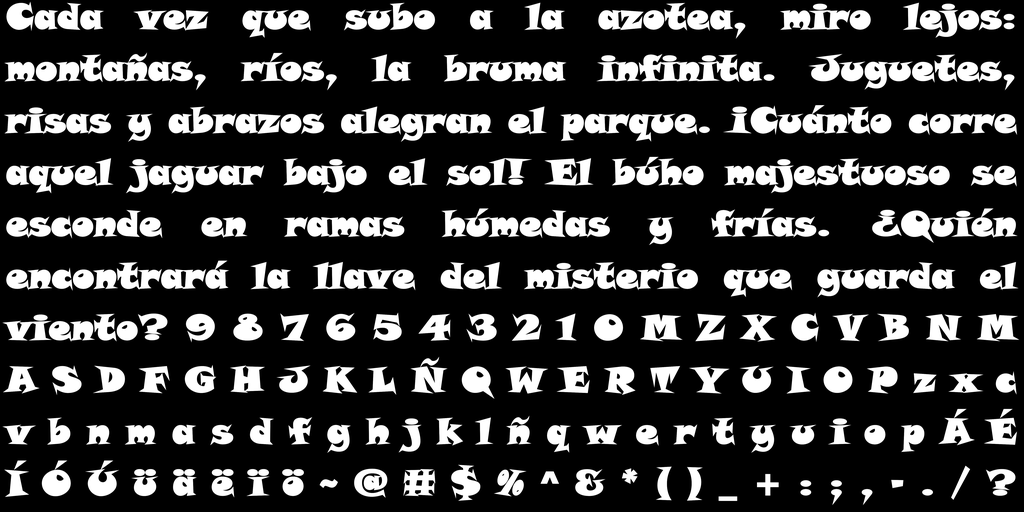 Cada vez que subo a la azotea, miro lejos:
montañas, ríos, la bruma infinita. Juguetes,
risas y abrazos alegran el parque. ¡Cuánto corre
aquel jaguar bajo el sol! El búho majestuoso se
esconde en ramas húmedas y frías. ¿Quién
encontrará la llave del misterio que guarda el
viento? 9 8 7 6 5 4 3 2 1 0 M Z X C V B N M
A S D F G H J K L Ñ Q W E R T Y U I O P z x c
v b n m a s d f g h j k l ñ q w e r t y u i o p Á É
Í Ó Ú ü ä ë ï ö ~ @ # $ % ^ & * ( ) _ + : ; , - . / ?